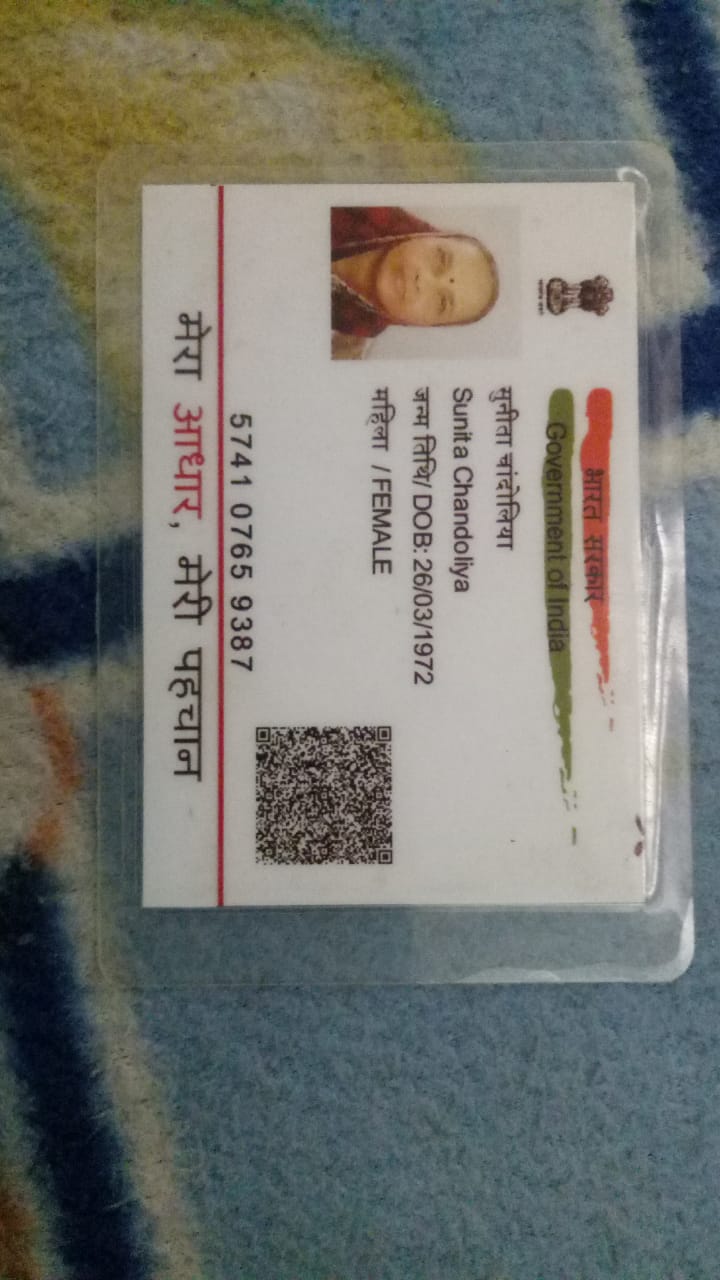 भारत सरकार
Government of India
सुनीता चांदोलिया
Sunita Chandoliya
जन्म तिथि/ DOB: 26/03/1972
महिला / FEMALE
5741 0765 9387
मेरा आधार, मेरी पहचान